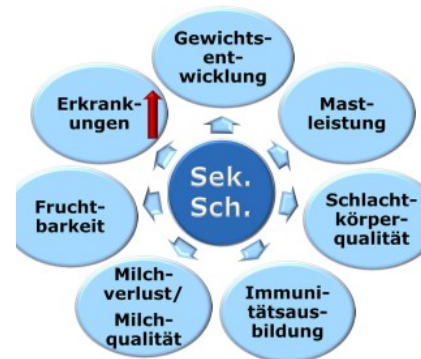 Gewichts-
ent-
wicklung
Mast-
leistung
Schlacht-
körper-
qualität
Immuni-
tätsaus-
bildung
Milch-
verlust/
Milch-
qualität
Frucht-
barkeit
Erkrank-
ungen
Sek.
Sch.